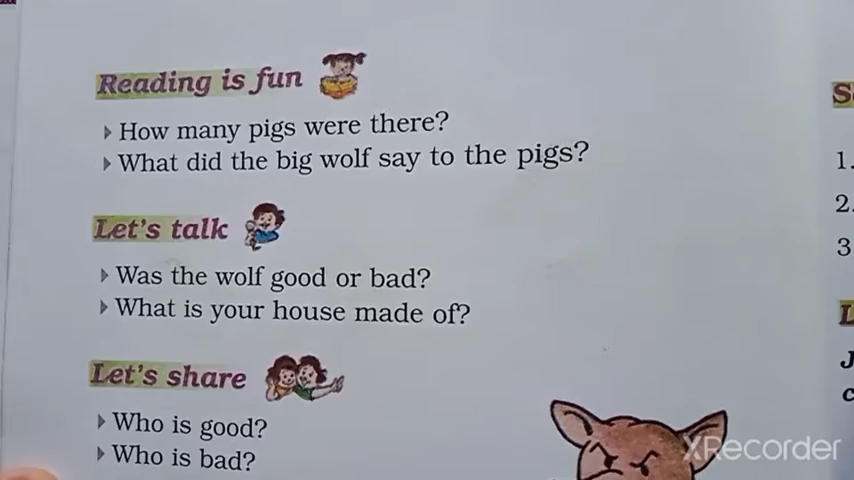 Reading is fun
How many pigs were there?
What did the big wolf say to the pigs?
Let's talk
Was the wolf good or bad?
What is your house made of?
Let's share
Who is good?
Who is bad?
1.
2.
3
XRecorder